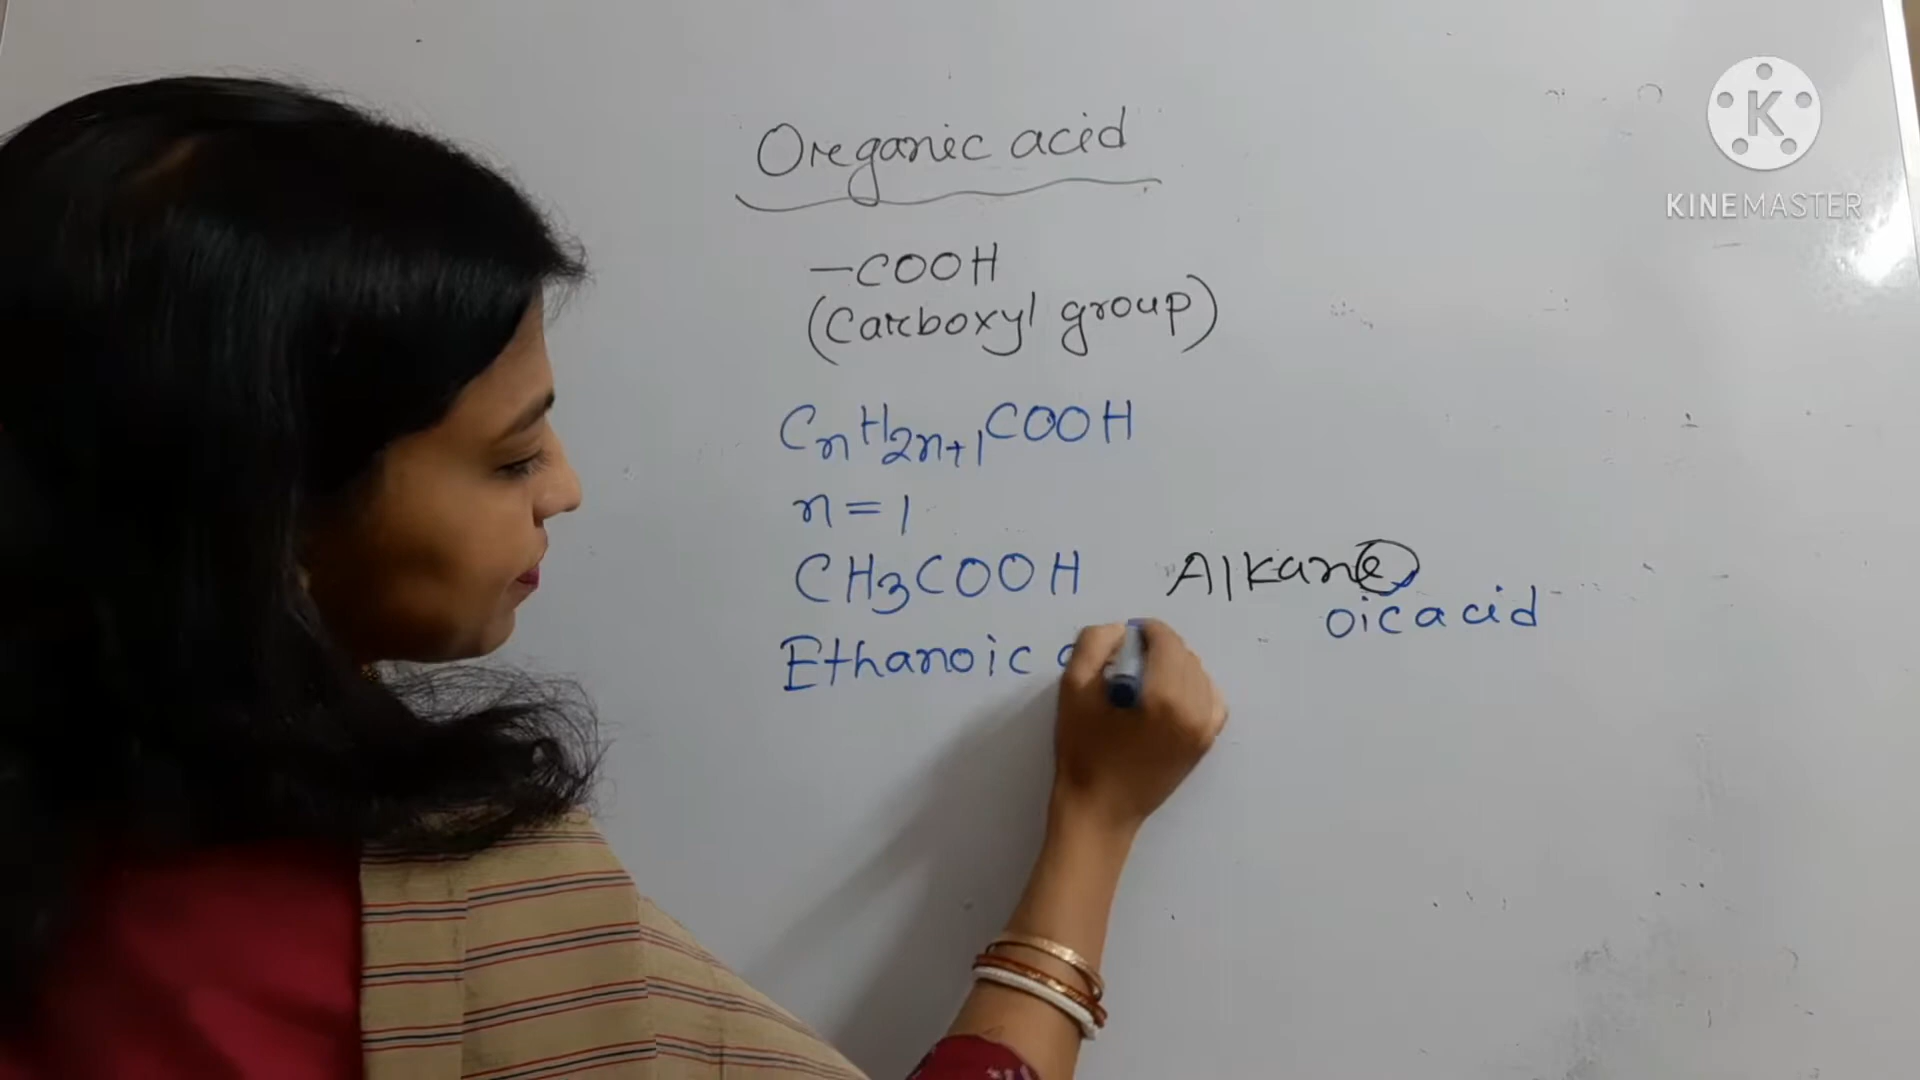 Oreganic acid
–COOH
(Carboxyl group)
CnH2n+1COOH
n=1
CH3COOH Alkane
oic acid
Ethanoic
KINEMASTER